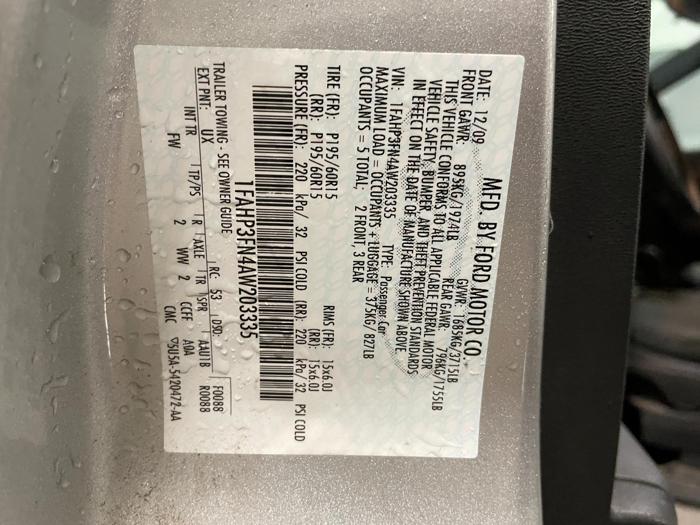 MFD. BY FORD MOTOR CO.
DATE: 12/09 GVWR: 1685KG/3715LB
FRONT GAWR: 895KG/1974LB REAR GAWR: 796KG/1755LB
THIS VEHICLE CONFORMS TO ALL APPLICABLE FEDERAL MOTOR
VEHICLE SAFETY, BUMPER, AND THEFT PREVENTION STANDARDS
IN EFFECT ON THE DATE OF MANUFACTURE SHOWN ABOVE.
VIN: 1FAHP3FN4AW203335 TYPE: Passenger Car
MAXIMUM LOAD = OCCUPANTS + LUGGAGE = 375KG/827LB
OCCUPANTS = 5 TOTAL, 2 FRONT, 3 REAR
TIRE (FR): P195/60R15 RIMS (FR): 15x6.0J
(RR): P195/60R15 (RR): 15x6.0J
PRESSURE (FR): 220 kPa/ 32 PSI COLD (RR): 220 kPa/ 32 PSI COLD
1FAHP3FN4AW203335
TRAILER TOWING - SEE OWNER GUIDE
EXT PNT: UX RC: 53 DSO: F0088
INT TR TP/PS R AXLE TR SPR AAU1B R0088
FW 2 WW 2 CCFF A0A
CMC 5U5A-5420472-AA